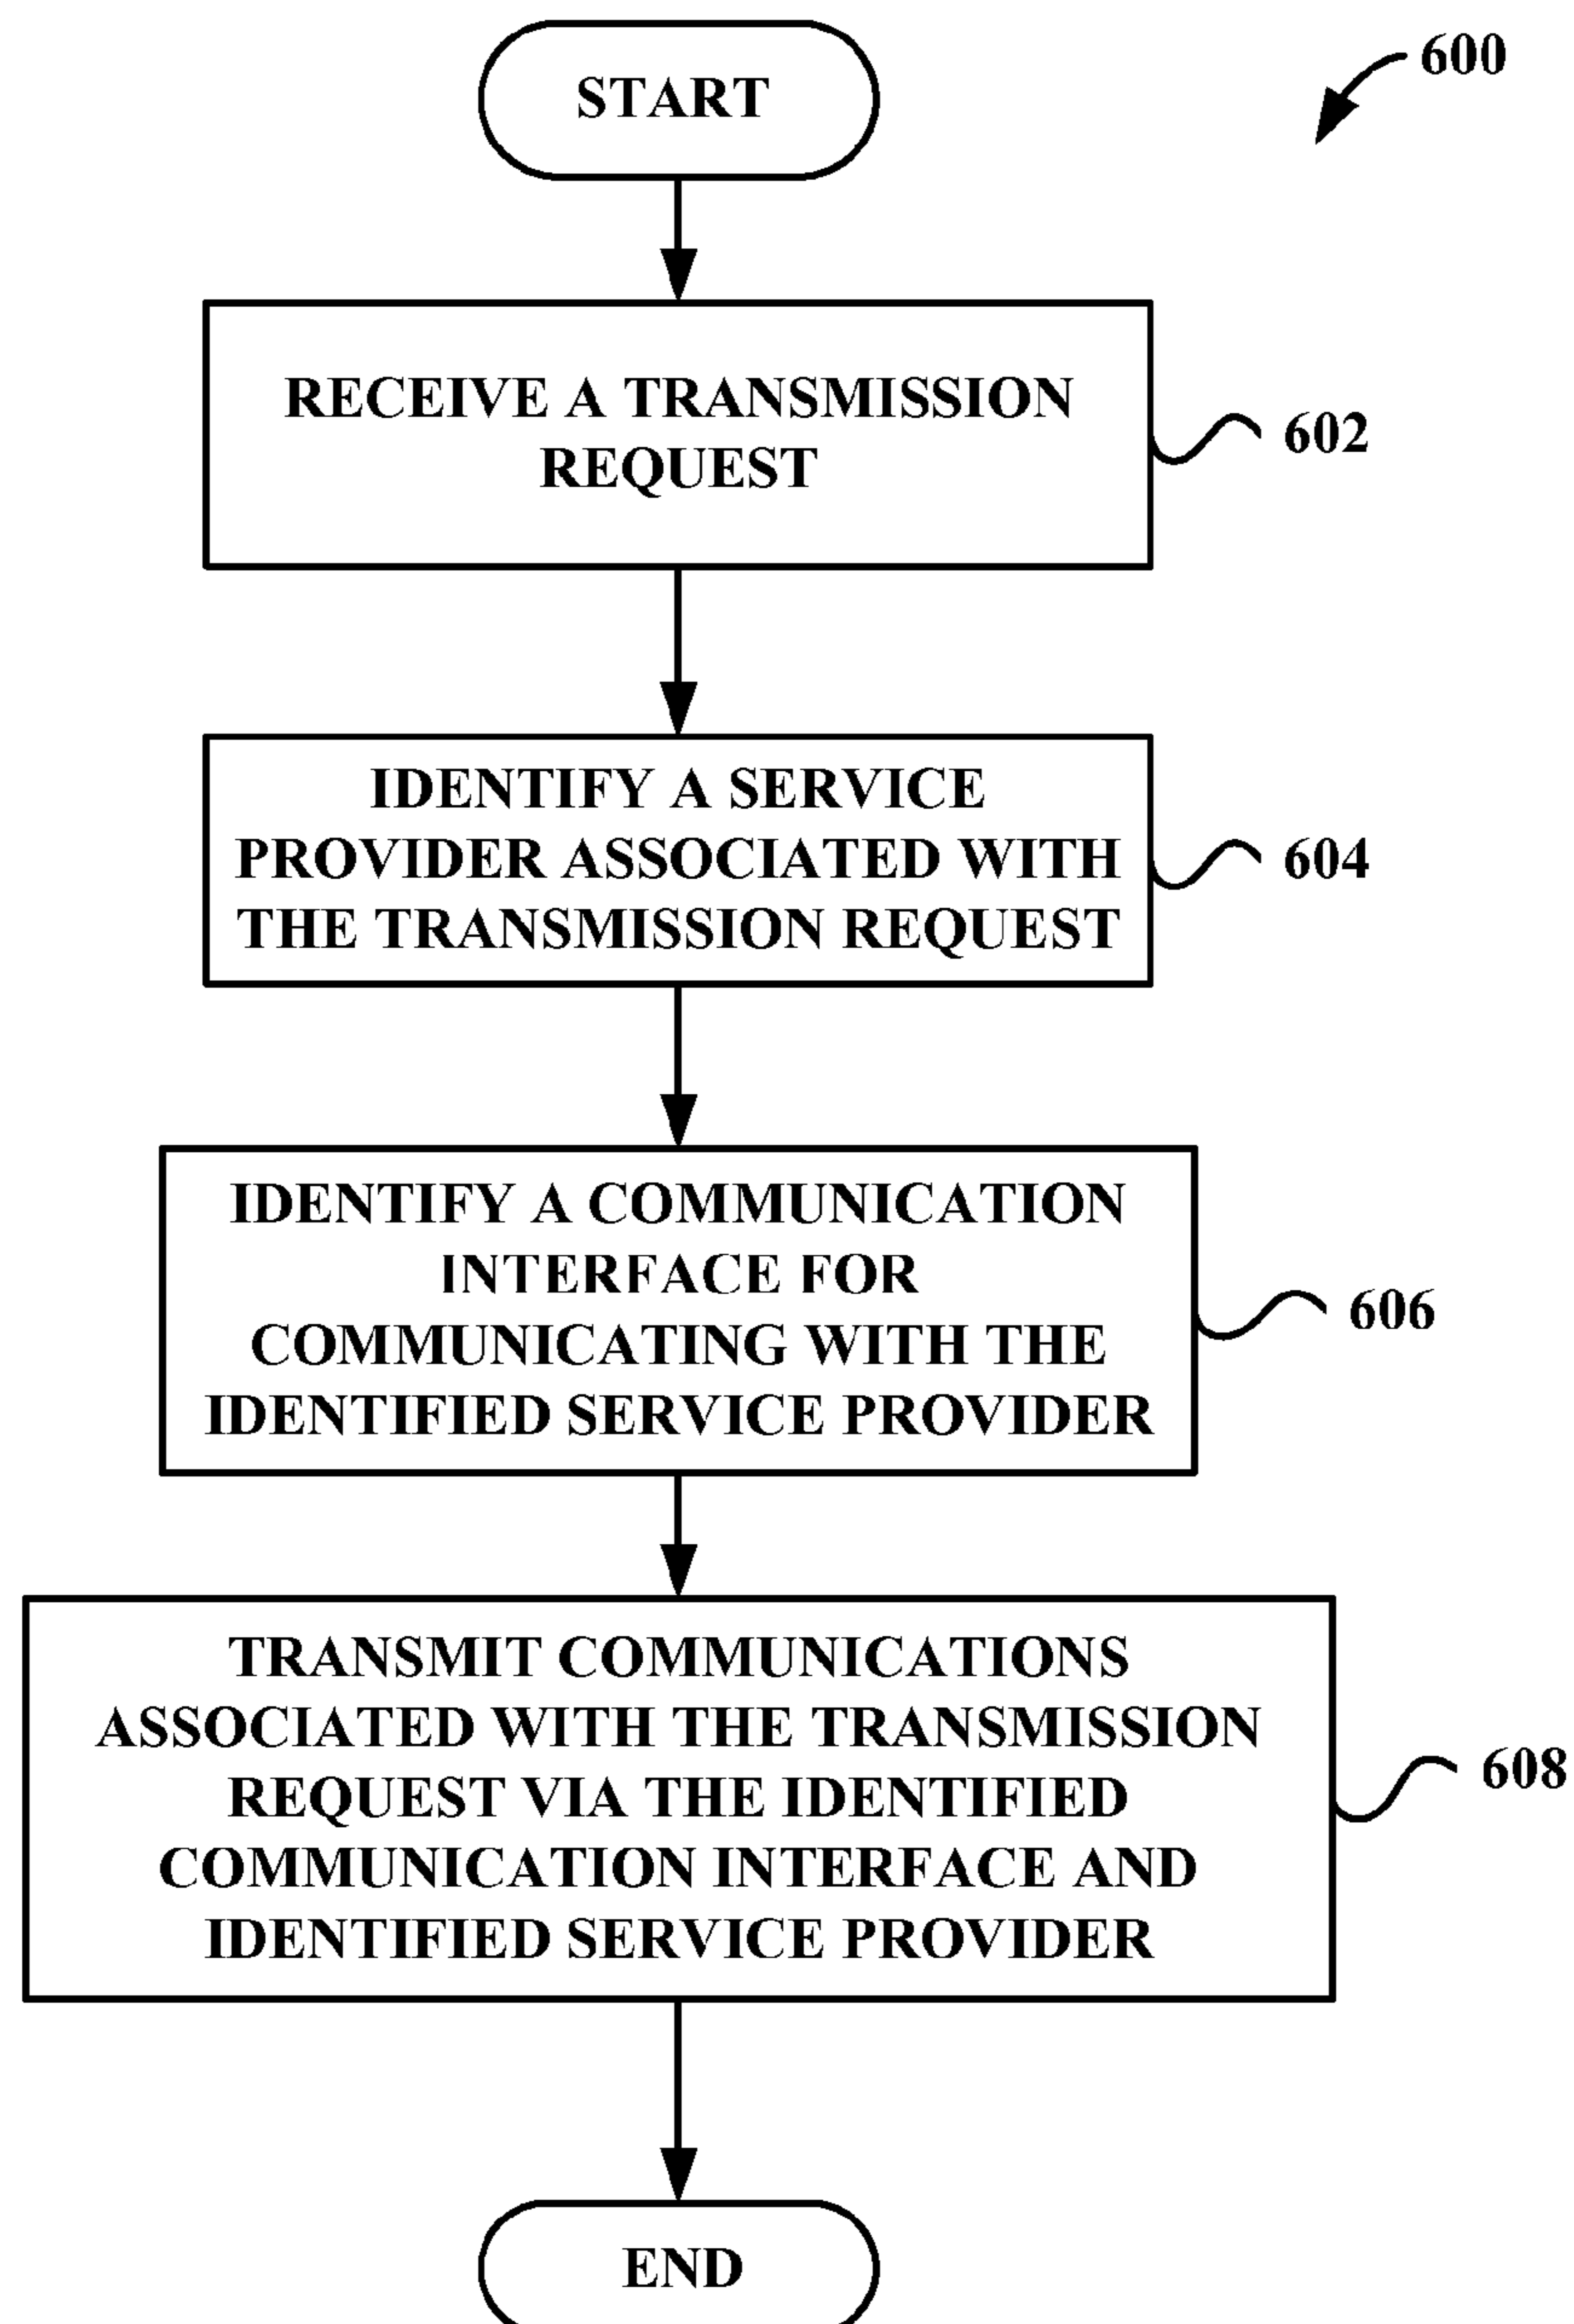 START
600
RECEIVE A TRANSMISSION
REQUEST
602
IDENTIFY A SERVICE
PROVIDER ASSOCIATED WITH
THE TRANSMISSION REQUEST
604
IDENTIFY A COMMUNICATION
INTERFACE FOR
COMMUNICATING WITH THE
IDENTIFIED SERVICE PROVIDER
606
TRANSMIT COMMUNICATIONS
ASSOCIATED WITH THE TRANSMISSION
REQUEST VIA THE IDENTIFIED
COMMUNICATION INTERFACE AND
IDENTIFIED SERVICE PROVIDER
608
END